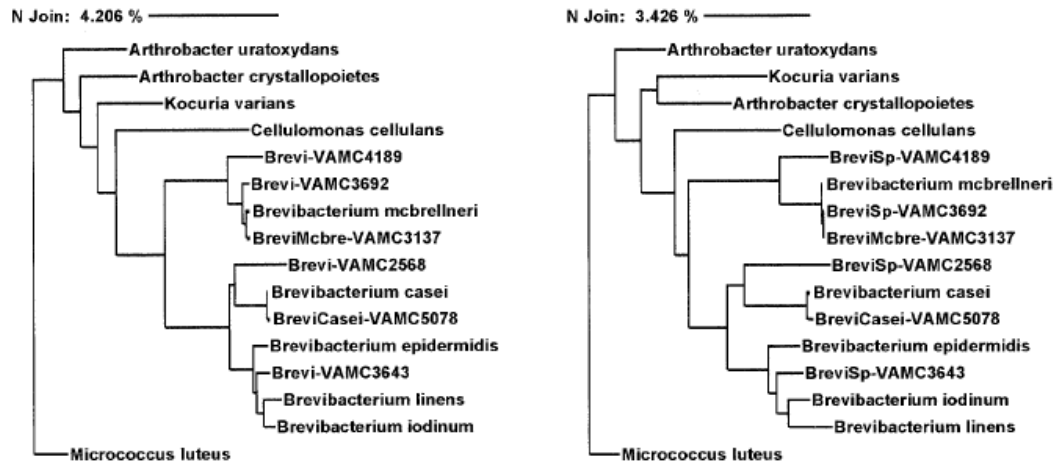 N Join: 4.206 %
Arthrobacter uratoxydans
Arthrobacter crystallopoietes
Kocuria varians
Cellulomonas cellulans
Brevi-VAMC4189
Brevi-VAMC3692
Brevibacterium mcbrellneri
BreviMcbre-VAMC3137
Brevi-VAMC2568
Brevibacterium casei
BreviCasei-VAMC5078
Brevibacterium epidermidis
Brevi-VAMC3643
Brevibacterium linens
Brevibacterium iodinum
Micrococcus luteus
N Join: 3.426 %
Arthrobacter uratoxydans
Kocuria varians
Arthrobacter crystallopoietes
Cellulomonas cellulans
BreviSp-VAMC4189
Brevibacterium mcbrellneri
BreviSp-VAMC3692
BreviMcbre-VAMC3137
BreviSp-VAMC2568
Brevibacterium casei
BreviCasei-VAMC5078
Brevibacterium epidermidis
BreviSp-VAMC3643
Brevibacterium iodinum
Brevibacterium linens
Micrococcus luteus